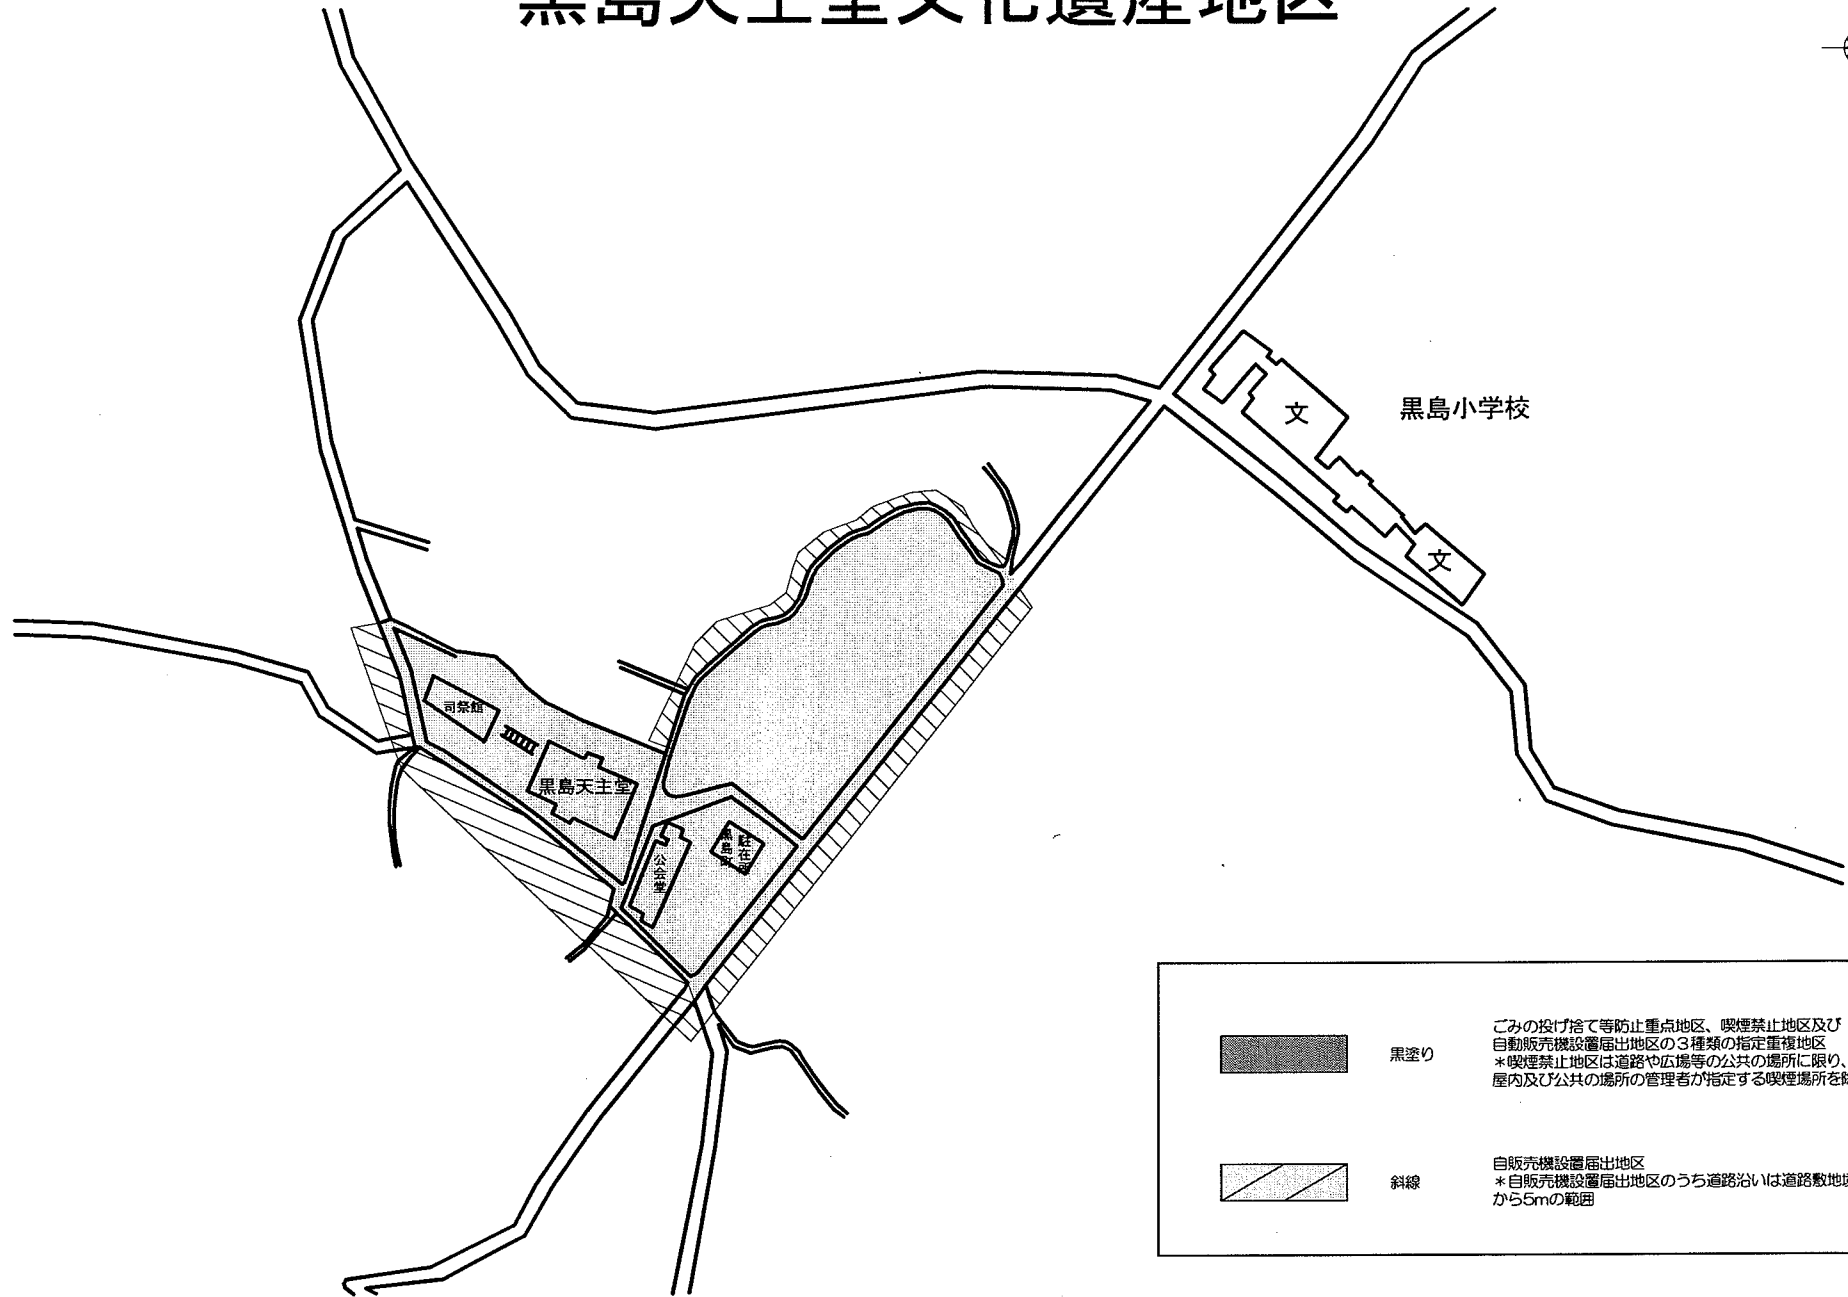 黒島天主堂文化遺産地区
黒島小学校
文
文
司祭館
黒島天主堂
公会堂
黒島町
駐在所
黒塗り
ごみの投げ捨て等防止重点地区、喫煙禁止地区及び
自動販売機設置届出地区の3種類の指定重複地区
*喫煙禁止地区は道路や広場等の公共の場所に限り、
屋内及び公共の場所の管理者が指定する喫煙場所を除
斜線
自販売機設置届出地区
*自販売機設置届出地区のうち道路沿いは道路敷地境
から5mの範囲